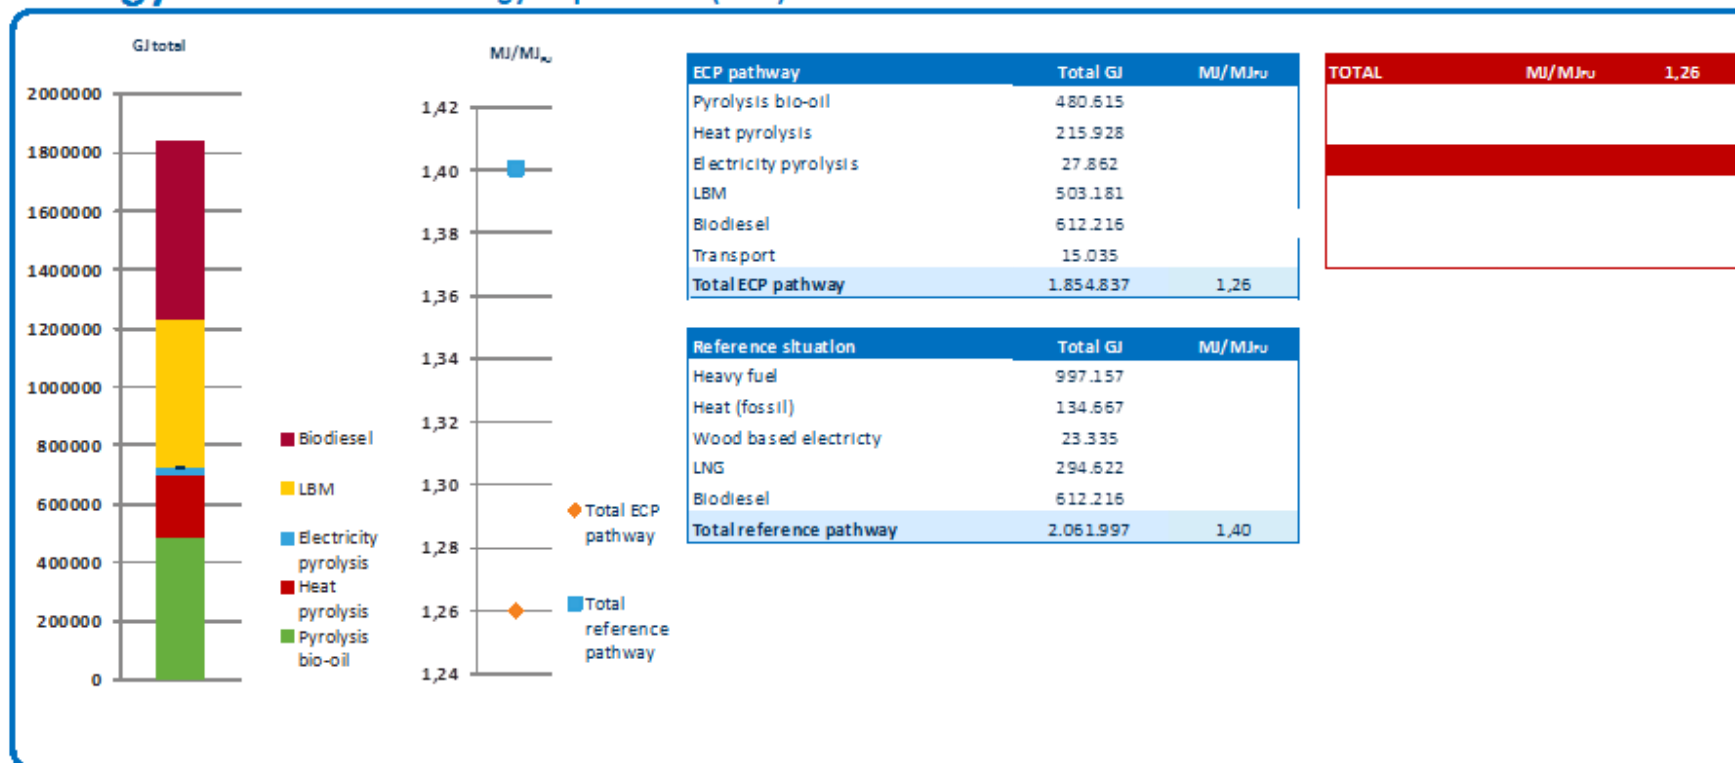 GJ total
2000000
1800000
1600000
1400000
1200000
1000000
800000
600000
400000
200000
0
Biodiesel
LBM
Electricity
pyrolysis
Heat
pyrolysis
Pyrolysis
bio-oil
MJ/MJFU
1,42
1,40
1,38
1,36
1,34
1,32
1,30
1,28
1,26
1,24
Total ECP
pathway
Total
reference
pathway
ECP pathway Total GJ MJ/MJFU
Pyrolysis bio-oil 480.615
Heat pyrolysis 215.928
Electricity pyrolysis 27.862
LBM 503.181
Biodiesel 612.216
Transport 15.035
Total ECP pathway 1.854.837 1,26
Reference situation Total GJ MJ/MJFU
Heavy fuel 997.157
Heat (fossil) 134.667
Wood based electricty 23.335
LNG 294.622
Biodiesel 612.216
Total reference pathway 2.061.997 1,40
TOTAL MJ/MJFU 1,26